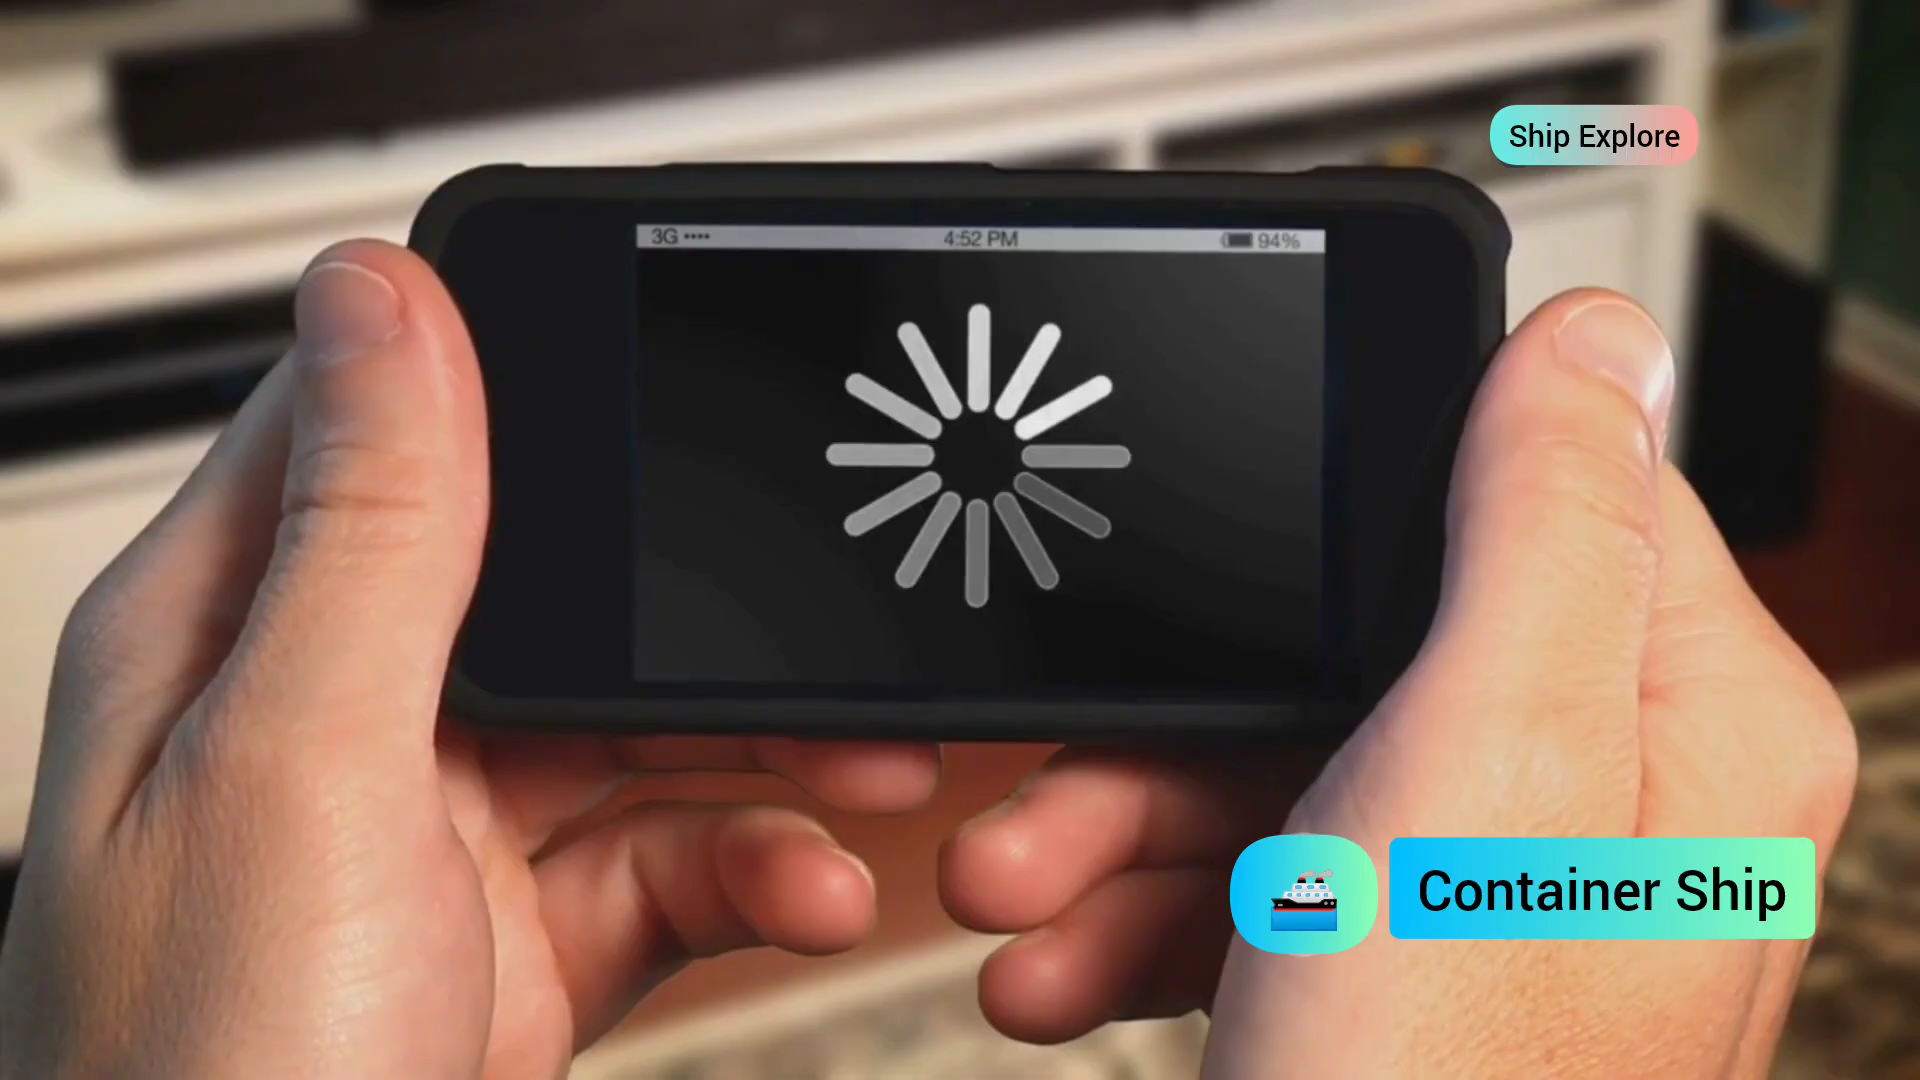 Ship Explore
3G •••• 4:52 PM 94%
Container Ship